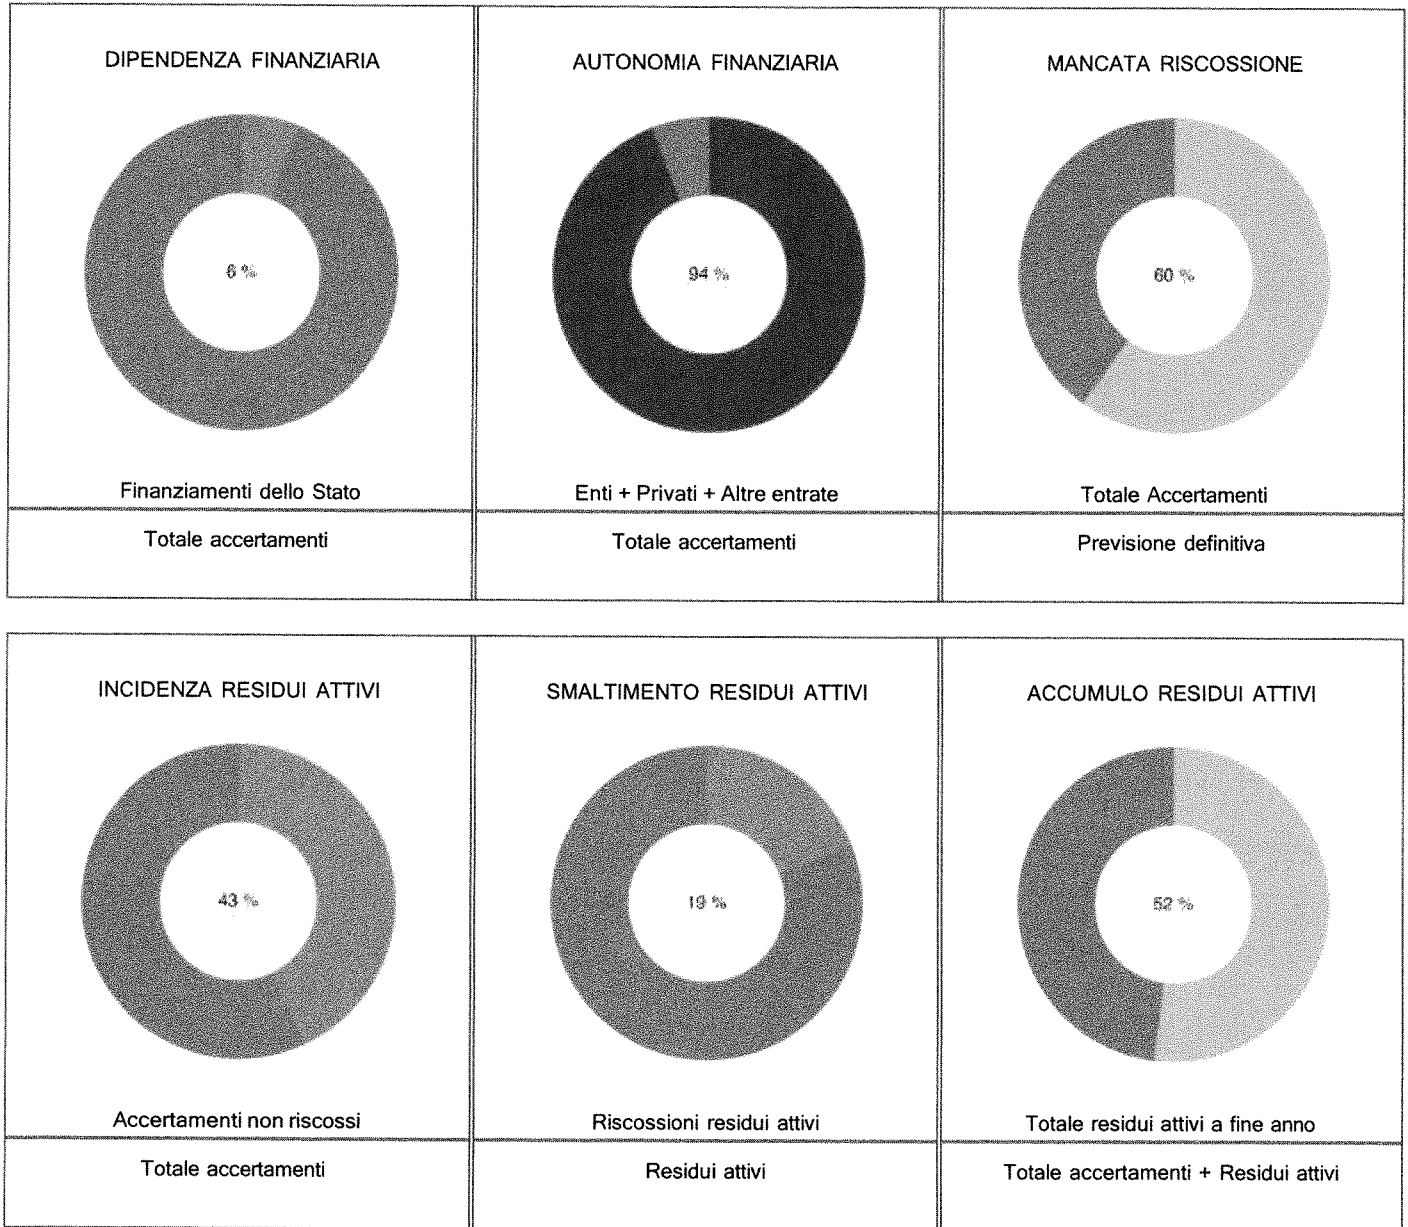 DIPENDENZA FINANZIARIA
6 %
Finanziamenti dello Stato
Totale accertamenti
AUTONOMIA FINANZIARIA
94 %
Enti + Privati + Altre entrate
Totale accertamenti
MANCATA RISCOSSIONE
60 %
Totale Accertamenti
Previsione definitiva
INCIDENZA RESIDUI ATTIVI
43 %
Accertamenti non riscossi
Totale accertamenti
SMALTIMENTO RESIDUI ATTIVI
19 %
Riscossioni residui attivi
Residui attivi
ACCUMULO RESIDUI ATTIVI
52 %
Totale residui attivi a fine anno
Totale accertamenti + Residui attivi